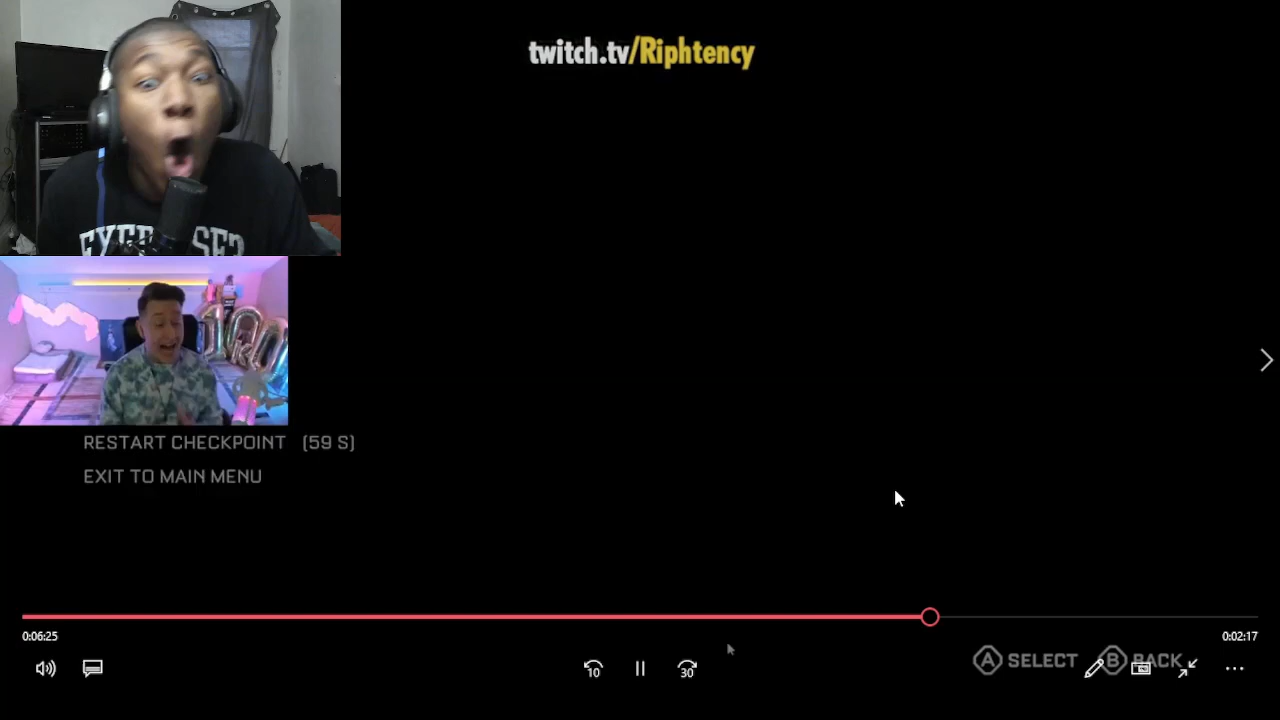 twitch.tv/Riphtency
RESTART CHECKPOINT (59 S)
EXIT TO MAIN MENU
0:06:25
0:02:17
10
30
A SELECT B BACK